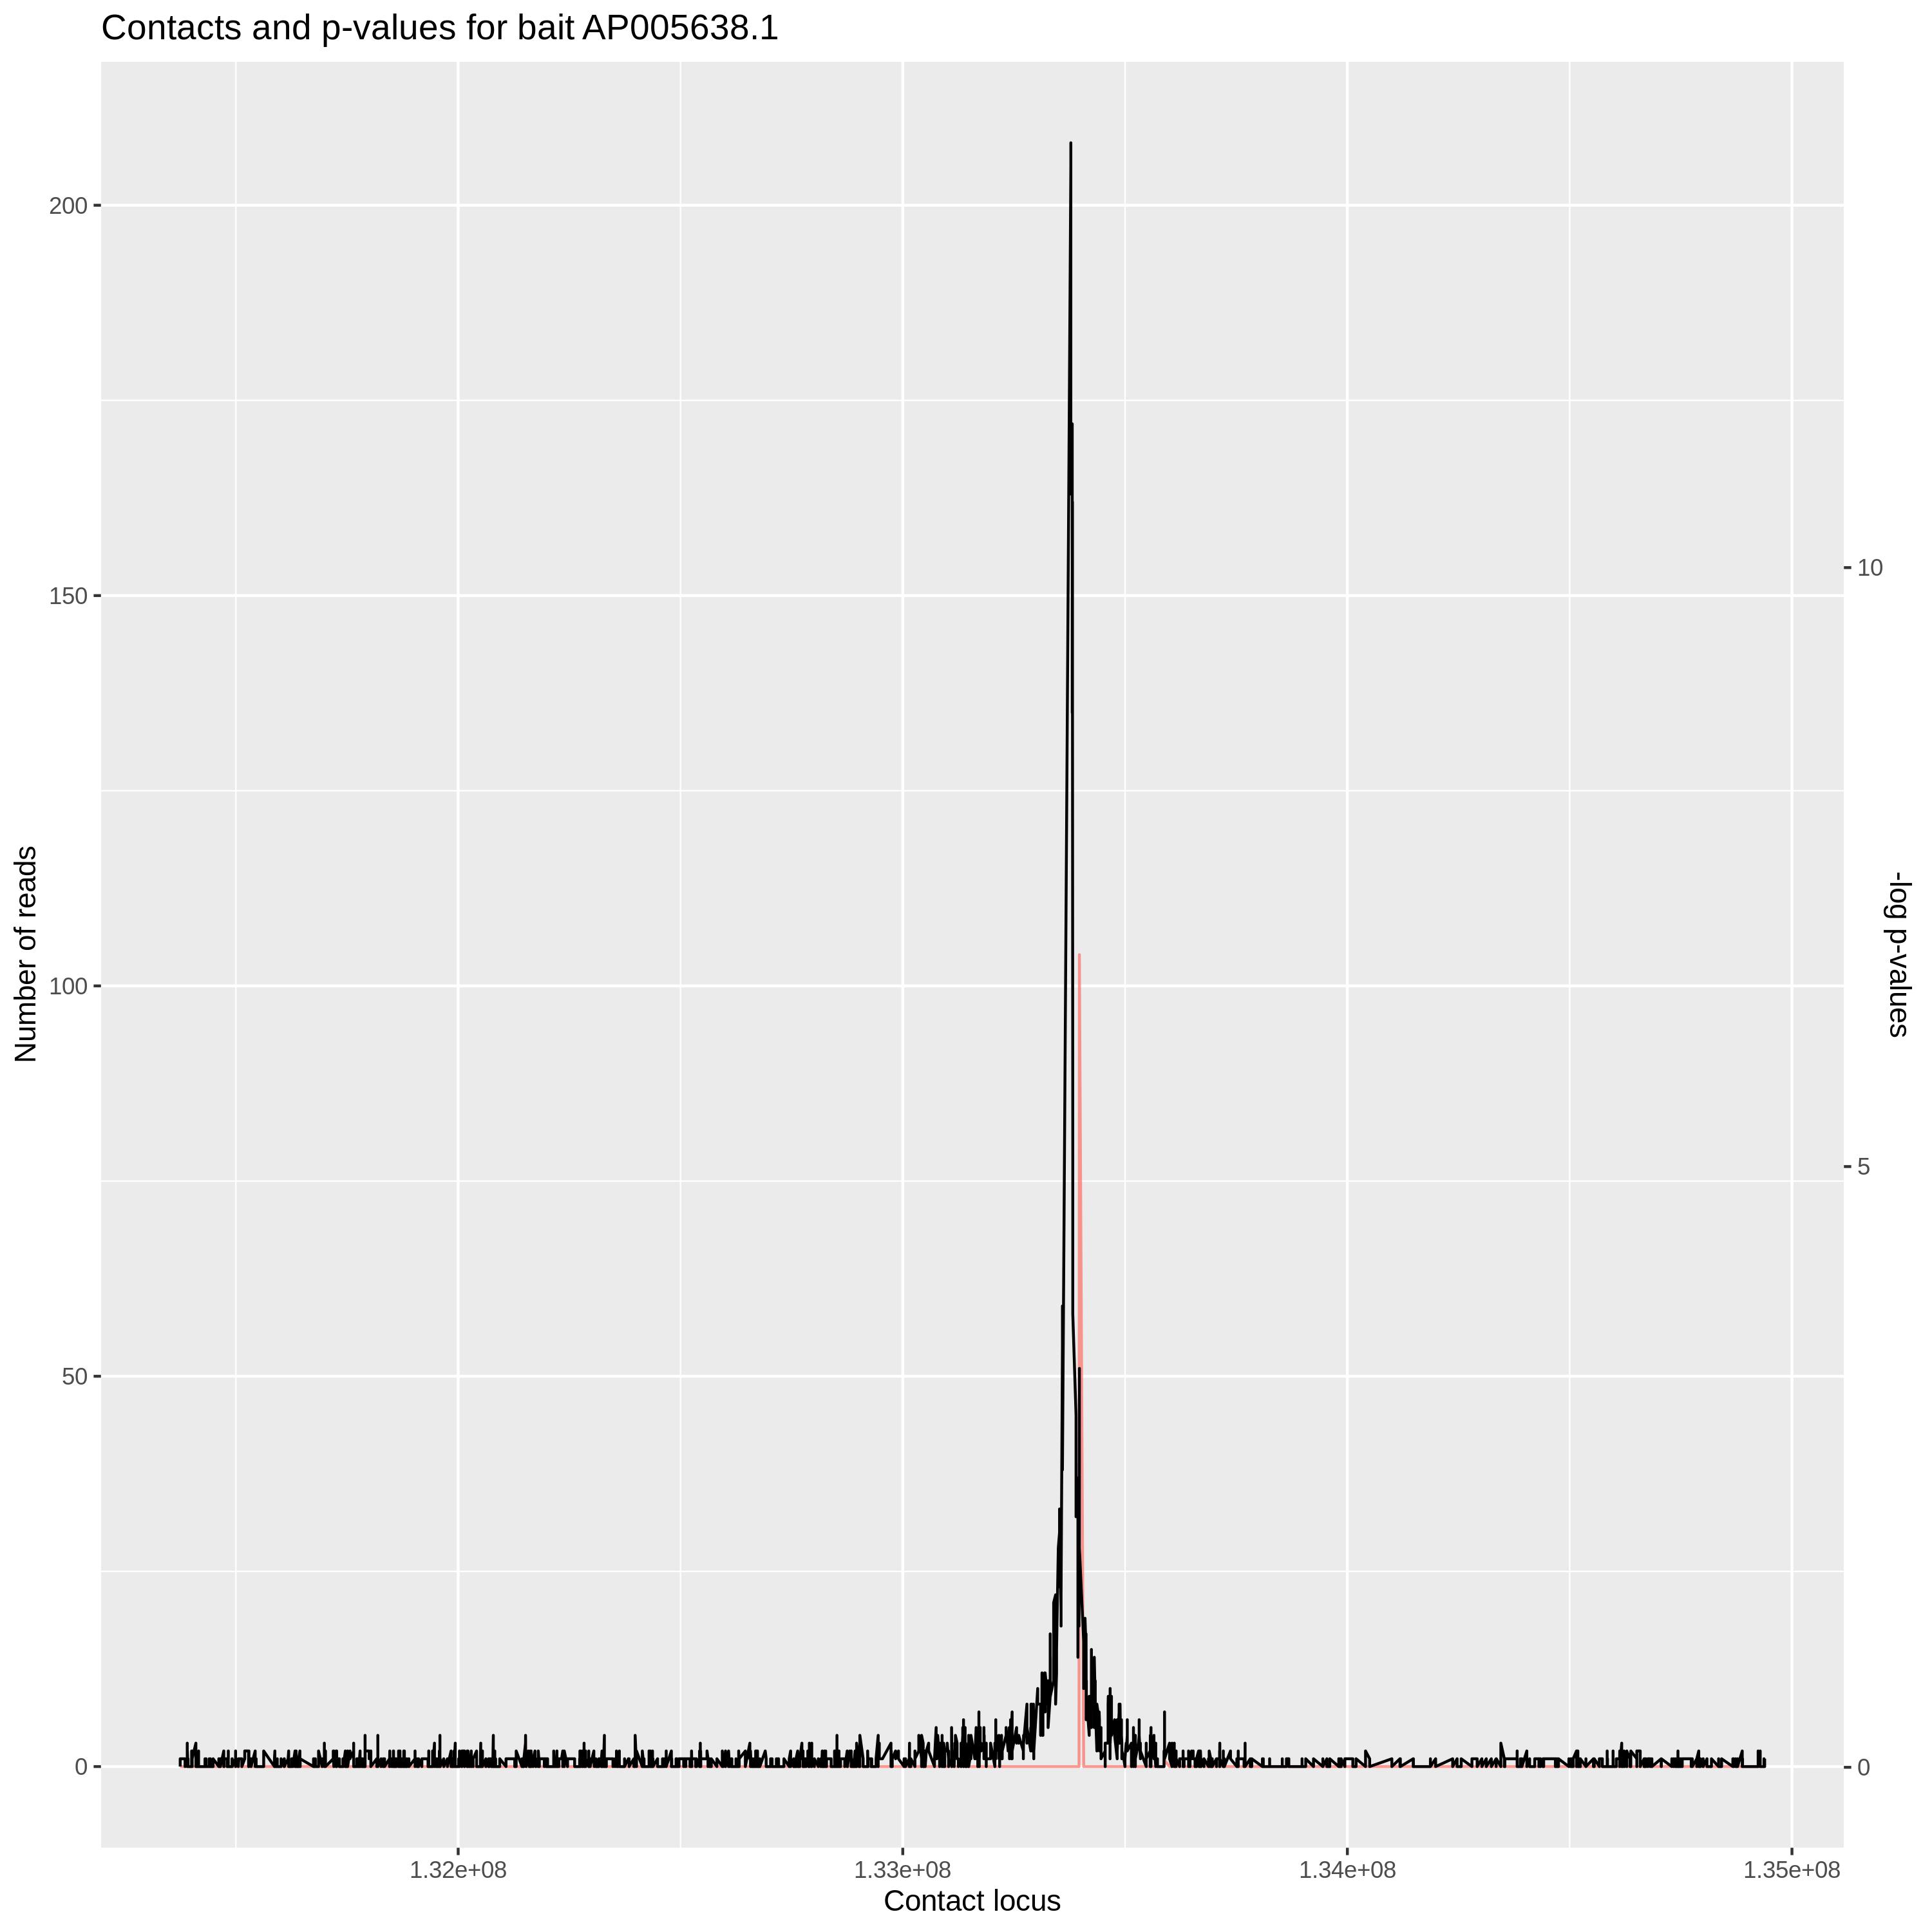 Contacts and p-values for bait AP005638.1
200
150
100
50
0
Number of reads
10
5
0
-log p-values
1.32e+08
1.33e+08
1.34e+08
1.35e+08
Contact locus